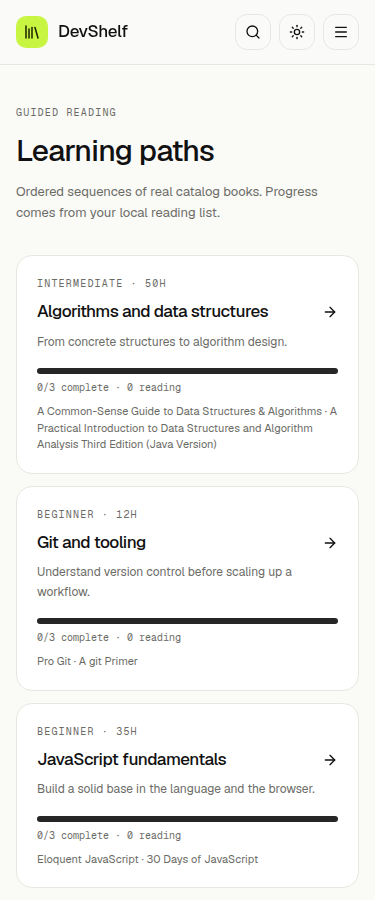 DevShelf
GUIDED READING
Learning paths
Ordered sequences of real catalog books. Progress
comes from your local reading list.
INTERMEDIATE · 50H
Algorithms and data structures
From concrete structures to algorithm design.
0/3 complete · 0 reading
A Common-Sense Guide to Data Structures & Algorithms · A
Practical Introduction to Data Structures and Algorithm
Analysis Third Edition (Java Version)
BEGINNER · 12H
Git and tooling
Understand version control before scaling up a
workflow.
0/3 complete · 0 reading
Pro Git · A git Primer
BEGINNER · 35H
JavaScript fundamentals
Build a solid base in the language and the browser.
0/3 complete · 0 reading
Eloquent JavaScript · 30 Days of JavaScript